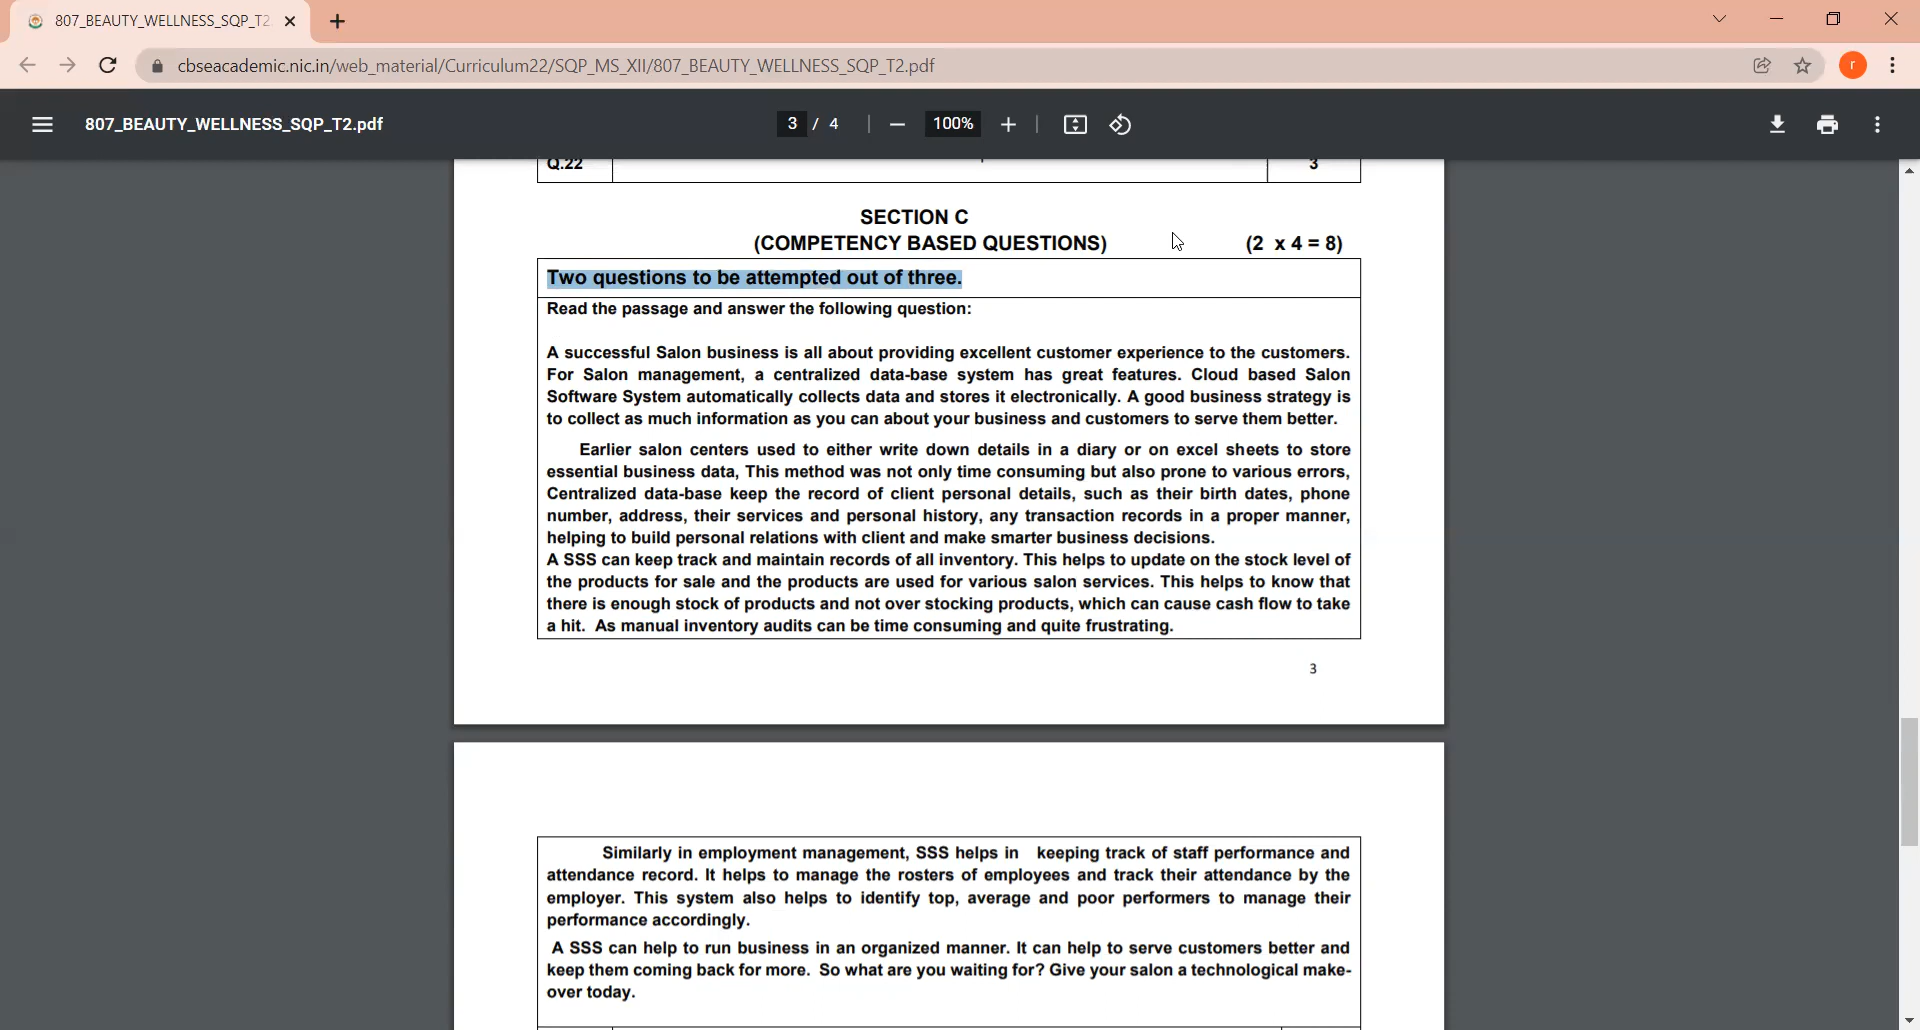 807_BEAUTY_WELLNESS_SQP_T2
cbseacademic.nic.in/web_material/Curriculum22/SQP_MS_XII/807_BEAUTY_WELLNESS_SQP_T2.pdf
r
807_BEAUTY_WELLNESS_SQP_T2.pdf
3 / 4
100%
Q.22 3
SECTION C
(COMPETENCY BASED QUESTIONS) (2 x 4 = 8)
Two questions to be attempted out of three.
Read the passage and answer the following question:
A successful Salon business is all about providing excellent customer experience to the customers.
For Salon management, a centralized data-base system has great features. Cloud based Salon
Software System automatically collects data and stores it electronically. A good business strategy is
to collect as much information as you can about your business and customers to serve them better.
Earlier salon centers used to either write down details in a diary or on excel sheets to store
essential business data, This method was not only time consuming but also prone to various errors,
Centralized data-base keep the record of client personal details, such as their birth dates, phone
number, address, their services and personal history, any transaction records in a proper manner,
helping to build personal relations with client and make smarter business decisions.
A SSS can keep track and maintain records of all inventory. This helps to update on the stock level of
the products for sale and the products are used for various salon services. This helps to know that
there is enough stock of products and not over stocking products, which can cause cash flow to take
a hit. As manual inventory audits can be time consuming and quite frustrating.
3
Similarly in employment management, SSS helps in keeping track of staff performance and
attendance record. It helps to manage the rosters of employees and track their attendance by the
employer. This system also helps to identify top, average and poor performers to manage their
performance accordingly.
A SSS can help to run business in an organized manner. It can help to serve customers better and
keep them coming back for more. So what are you waiting for? Give your salon a technological make-
over today.